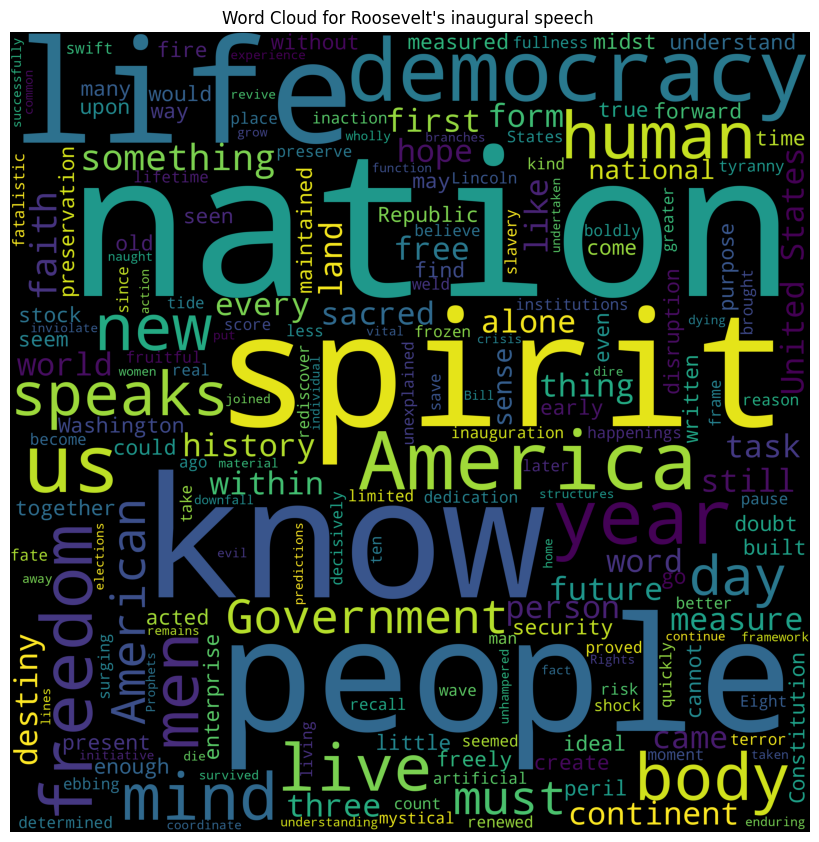 Word Cloud for Roosevelt's inaugural speech
swift
fire
without
measured
fullness
midst
understand
successfully
common
life
experience
democracy
many
would
revive
upon
way
place
grow
inaction
first
form
true
forward
States
human
time
wholly
branches
something
preserve
hope
kind
national
tyranny
fatalistic
preservation
faith
lifetime
function
may
Lincoln
like
undertaken
greater
United States
nation
seen
maintained
land
Republic
believe
slavery
boldly
purpose
old
naught
free
come
find
weld
since
action
tide
every
sacred
institutions
disruption
brought
dying
stock
inviolate
seem
new
score
less
vital
frozen
alone
even
real
spirit
crisis
world
fruitful
put
women
individual
rediscover
save
Bill
sense
dire
thing
written
frame
reason
speaks
joined
unexplained
early
Washington
inauguration
happenings
become
could
history
America
later
task
us
ago
material
within
limited
dedication
structures
still
pause
together
take
downfall
decisively
know
year
doubt
built
fate
away
elections
freedom
American
evil
predictions
ten
home
word
go
day
future
better
acted
remains
Government
person
measure
security
man
proved
continue
framework
destiny
lines
surging
Prophets
men
enterprise
people
unhampered
fact
Rights
shock
quickly
cannot
Eight
Constitution
recall
wave
risk
present
initiative
die
living
little
seemed
ideal
came
terror
enough
ebbing
survived
live
freely
create
moment
taken
artificial
mind
three
count
must
peril
body
determined
coordinate
understanding
mystical
renewed
continent
enduring